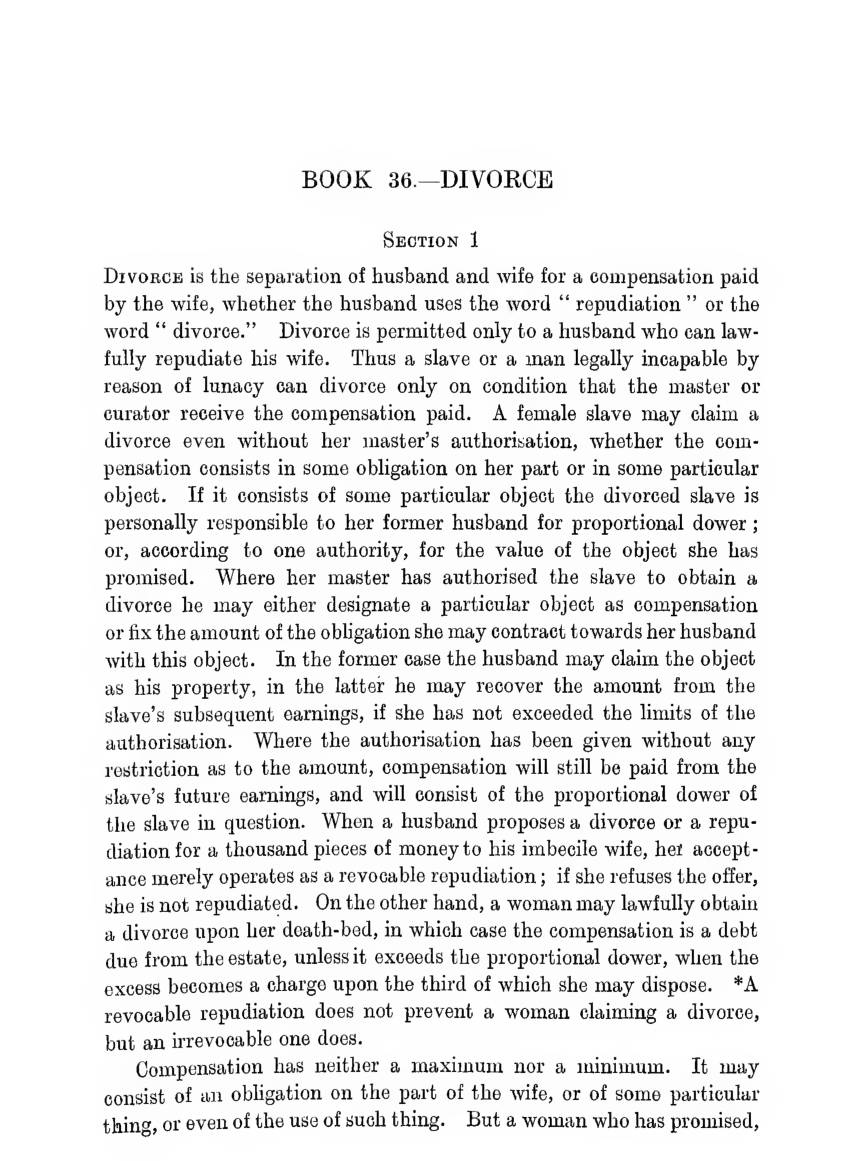 BOOK 36.—DIVORCE
SECTION 1
DIVORCE is the separation of husband and wife for a compensation paid
by the wife, whether the husband uses the word “ repudiation ” or the
word “ divorce.” Divorce is permitted only to a husband who can law-
fully repudiate his wife. Thus a slave or a man legally incapable by
reason of lunacy can divorce only on condition that the master or
curator receive the compensation paid. A female slave may claim a
divorce even without her master’s authorisation, whether the com-
pensation consists in some obligation on her part or in some particular
object. If it consists of some particular object the divorced slave is
personally responsible to her former husband for proportional dower ;
or, according to one authority, for the value of the object she has
promised. Where her master has authorised the slave to obtain a
divorce he may either designate a particular object as compensation
or fix the amount of the obligation she may contract towards her husband
with this object. In the former case the husband may claim the object
as his property, in the latter he may recover the amount from the
slave’s subsequent earnings, if she has not exceeded the limits of the
authorisation. Where the authorisation has been given without any
restriction as to the amount, compensation will still be paid from the
slave’s future earnings, and will consist of the proportional dower of
the slave in question. When a husband proposes a divorce or a repu-
diation for a thousand pieces of money to his imbecile wife, her accept-
ance merely operates as a revocable repudiation ; if she refuses the offer,
she is not repudiated. On the other hand, a woman may lawfully obtain
a divorce upon her death-bed, in which case the compensation is a debt
due from the estate, unless it exceeds the proportional dower, when the
excess becomes a charge upon the third of which she may dispose. *A
revocable repudiation does not prevent a woman claiming a divorce,
but an irrevocable one does.
Compensation has neither a maximum nor a minimum. It may
consist of an obligation on the part of the wife, or of some particular
thing, or even of the use of such thing. But a woman who has promised,